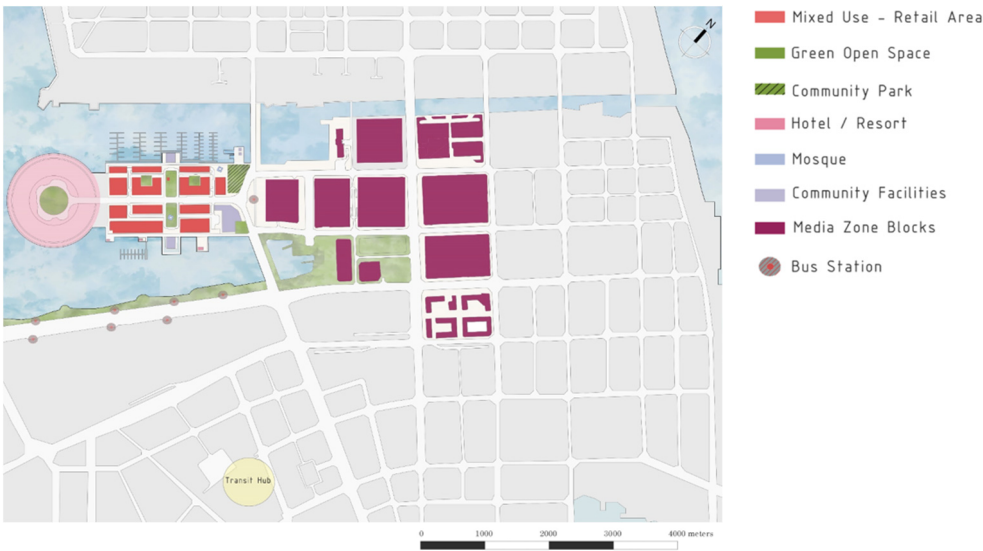 N
Mixed Use - Retail Area
Green Open Space
Community Park
Hotel / Resort
Mosque
Community Facilities
Media Zone Blocks
Bus Station
Transit Hub
0 1000 2000 3000 4000 meters